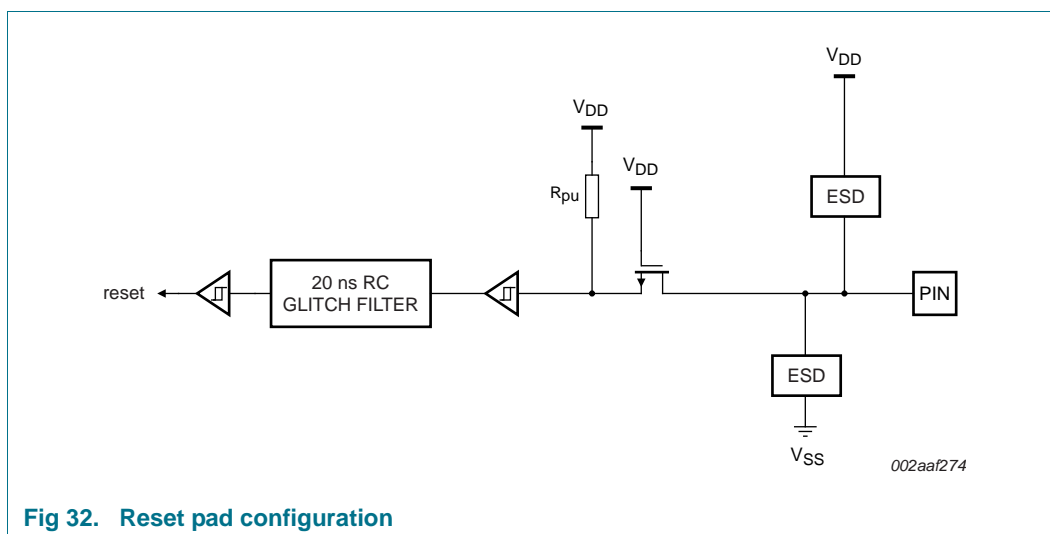 VDD
VDD
VDD
Rpu
ESD
20 ns RC
GLITCH FILTER
reset
PIN
ESD
VSS
002aaf274
Fig 32. Reset pad configuration